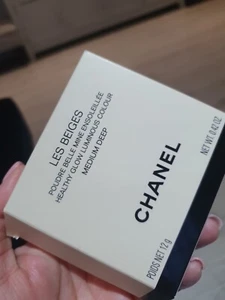 LES BEIGES
POUDRE BELLE MINE ENSOLEILLÉE
HEALTHY GLOW LUMINOUS COLOUR
MEDIUM DEEP
CHANEL
POIDS NET 12 g
NET WT. 0.42 OZ.